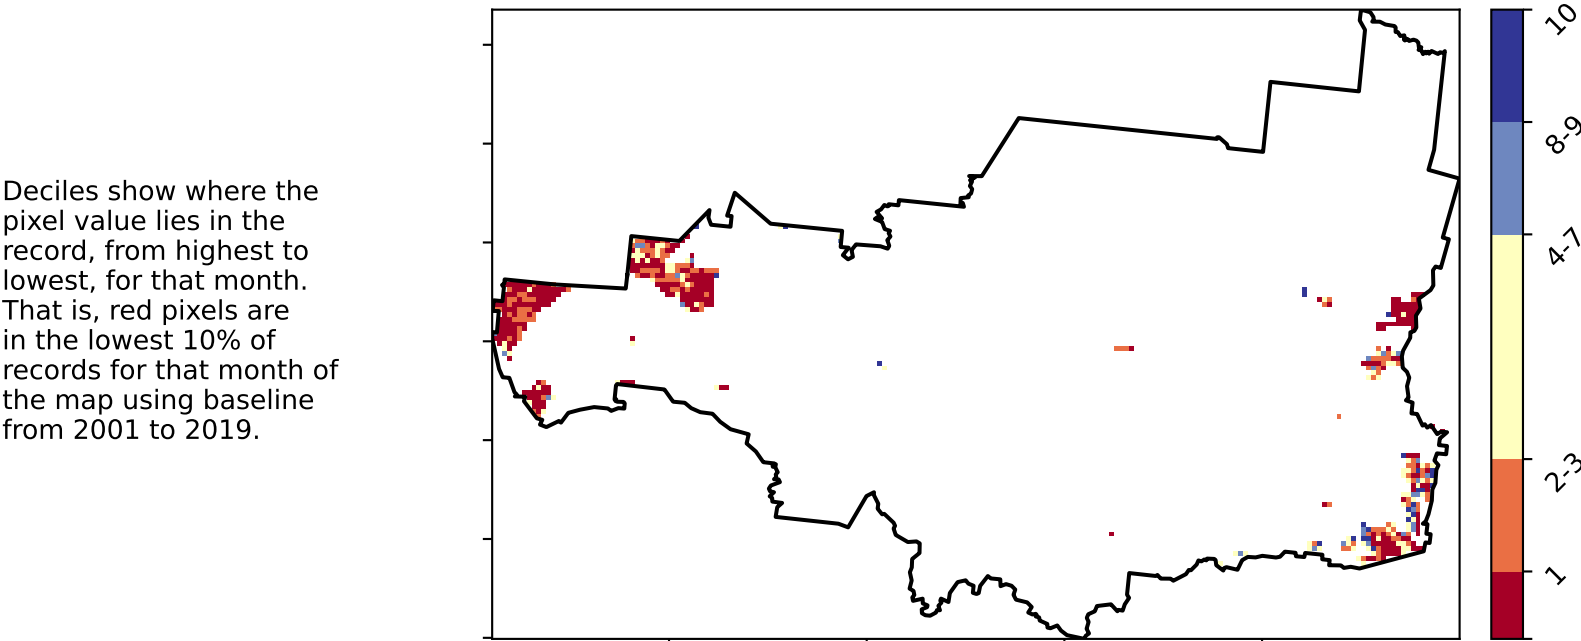 Deciles show where the
pixel value lies in the
record, from highest to
lowest, for that month.
That is, red pixels are
in the lowest 10% of
records for that month of
the map using baseline
from 2001 to 2019.
10
8-9
4-7
2-3
1